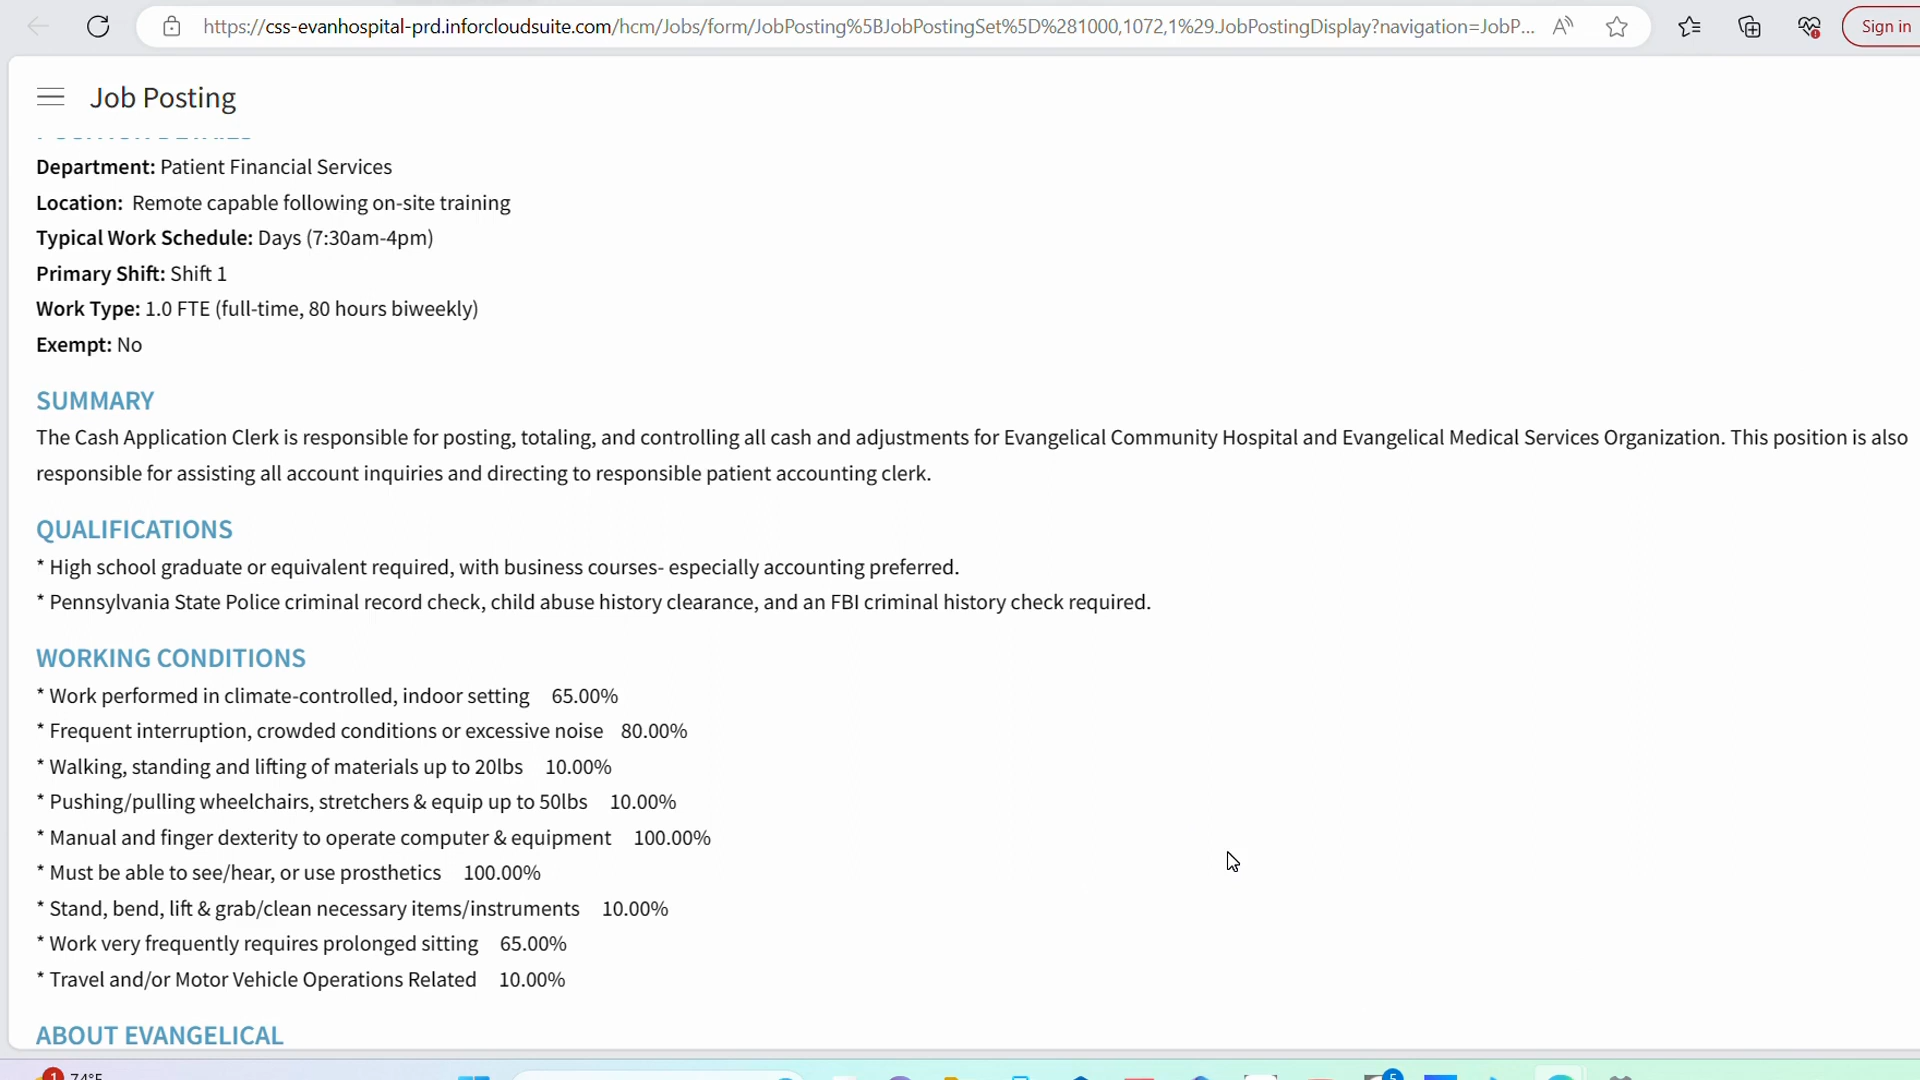 https://css-evanhospital-prd.inforcloudsuite.com/hcm/Jobs/form/JobPosting%5BJobPostingSet%5D%281000,1072,1%29.JobPostingDisplay?navigation=JobP...
Sign in
Job Posting
Department: Patient Financial Services
Location: Remote capable following on-site training
Typical Work Schedule: Days (7:30am-4pm)
Primary Shift: Shift 1
Work Type: 1.0 FTE (full-time, 80 hours biweekly)
Exempt: No
SUMMARY
The Cash Application Clerk is responsible for posting, totaling, and controlling all cash and adjustments for Evangelical Community Hospital and Evangelical Medical Services Organization. This position is also
responsible for assisting all account inquiries and directing to responsible patient accounting clerk.
QUALIFICATIONS
* High school graduate or equivalent required, with business courses- especially accounting preferred.
* Pennsylvania State Police criminal record check, child abuse history clearance, and an FBI criminal history check required.
WORKING CONDITIONS
* Work performed in climate-controlled, indoor setting 65.00%
* Frequent interruption, crowded conditions or excessive noise 80.00%
* Walking, standing and lifting of materials up to 20lbs 10.00%
* Pushing/pulling wheelchairs, stretchers & equip up to 50lbs 10.00%
* Manual and finger dexterity to operate computer & equipment 100.00%
* Must be able to see/hear, or use prosthetics 100.00%
* Stand, bend, lift & grab/clean necessary items/instruments 10.00%
* Work very frequently requires prolonged sitting 65.00%
* Travel and/or Motor Vehicle Operations Related 10.00%
ABOUT EVANGELICAL
1 74°F 5